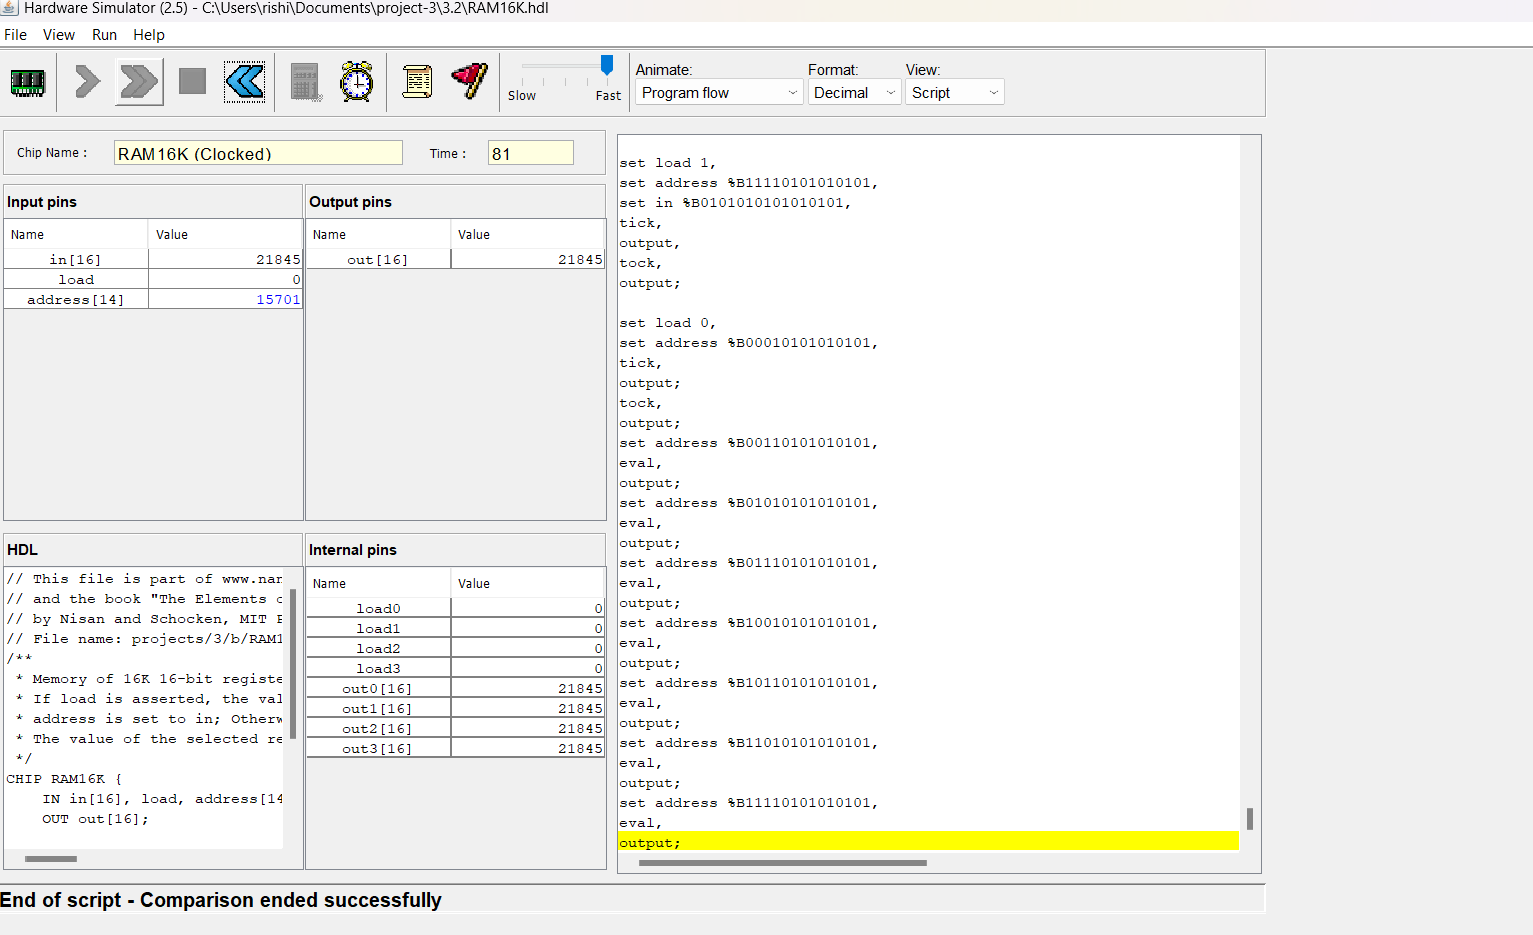 Hardware Simulator (2.5) - C:\Users\rishi\Documents\project-3\3.2\RAM16K.hdl
File View Run Help
Slow Fast
Animate: Format: View:
Program flow Decimal Script
Chip Name : RAM16K (Clocked) Time : 81
Input pins
Name Value
in[16] 21845
load 0
address[14] 15701
Output pins
Name Value
out[16] 21845
HDL
// This file is part of www.nan
// and the book "The Elements o
// by Nisan and Schocken, MIT P
// File name: projects/3/b/RAM1
/**
* Memory of 16K 16-bit registe
* If load is asserted, the val
* address is set to in; Otherw
* The value of the selected re
*/
CHIP RAM16K {
IN in[16], load, address[14
OUT out[16];
Internal pins
Name Value
load0 0
load1 0
load2 0
load3 0
out0[16] 21845
out1[16] 21845
out2[16] 21845
out3[16] 21845
set load 1,
set address %B11110101010101,
set in %B0101010101010101,
tick,
output,
tock,
output;
set load 0,
set address %B00010101010101,
tick,
output;
tock,
output;
set address %B00110101010101,
eval,
output;
set address %B01010101010101,
eval,
output;
set address %B01110101010101,
eval,
output;
set address %B10010101010101,
eval,
output;
set address %B10110101010101,
eval,
output;
set address %B11010101010101,
eval,
output;
set address %B11110101010101,
eval,
output;
End of script - Comparison ended successfully